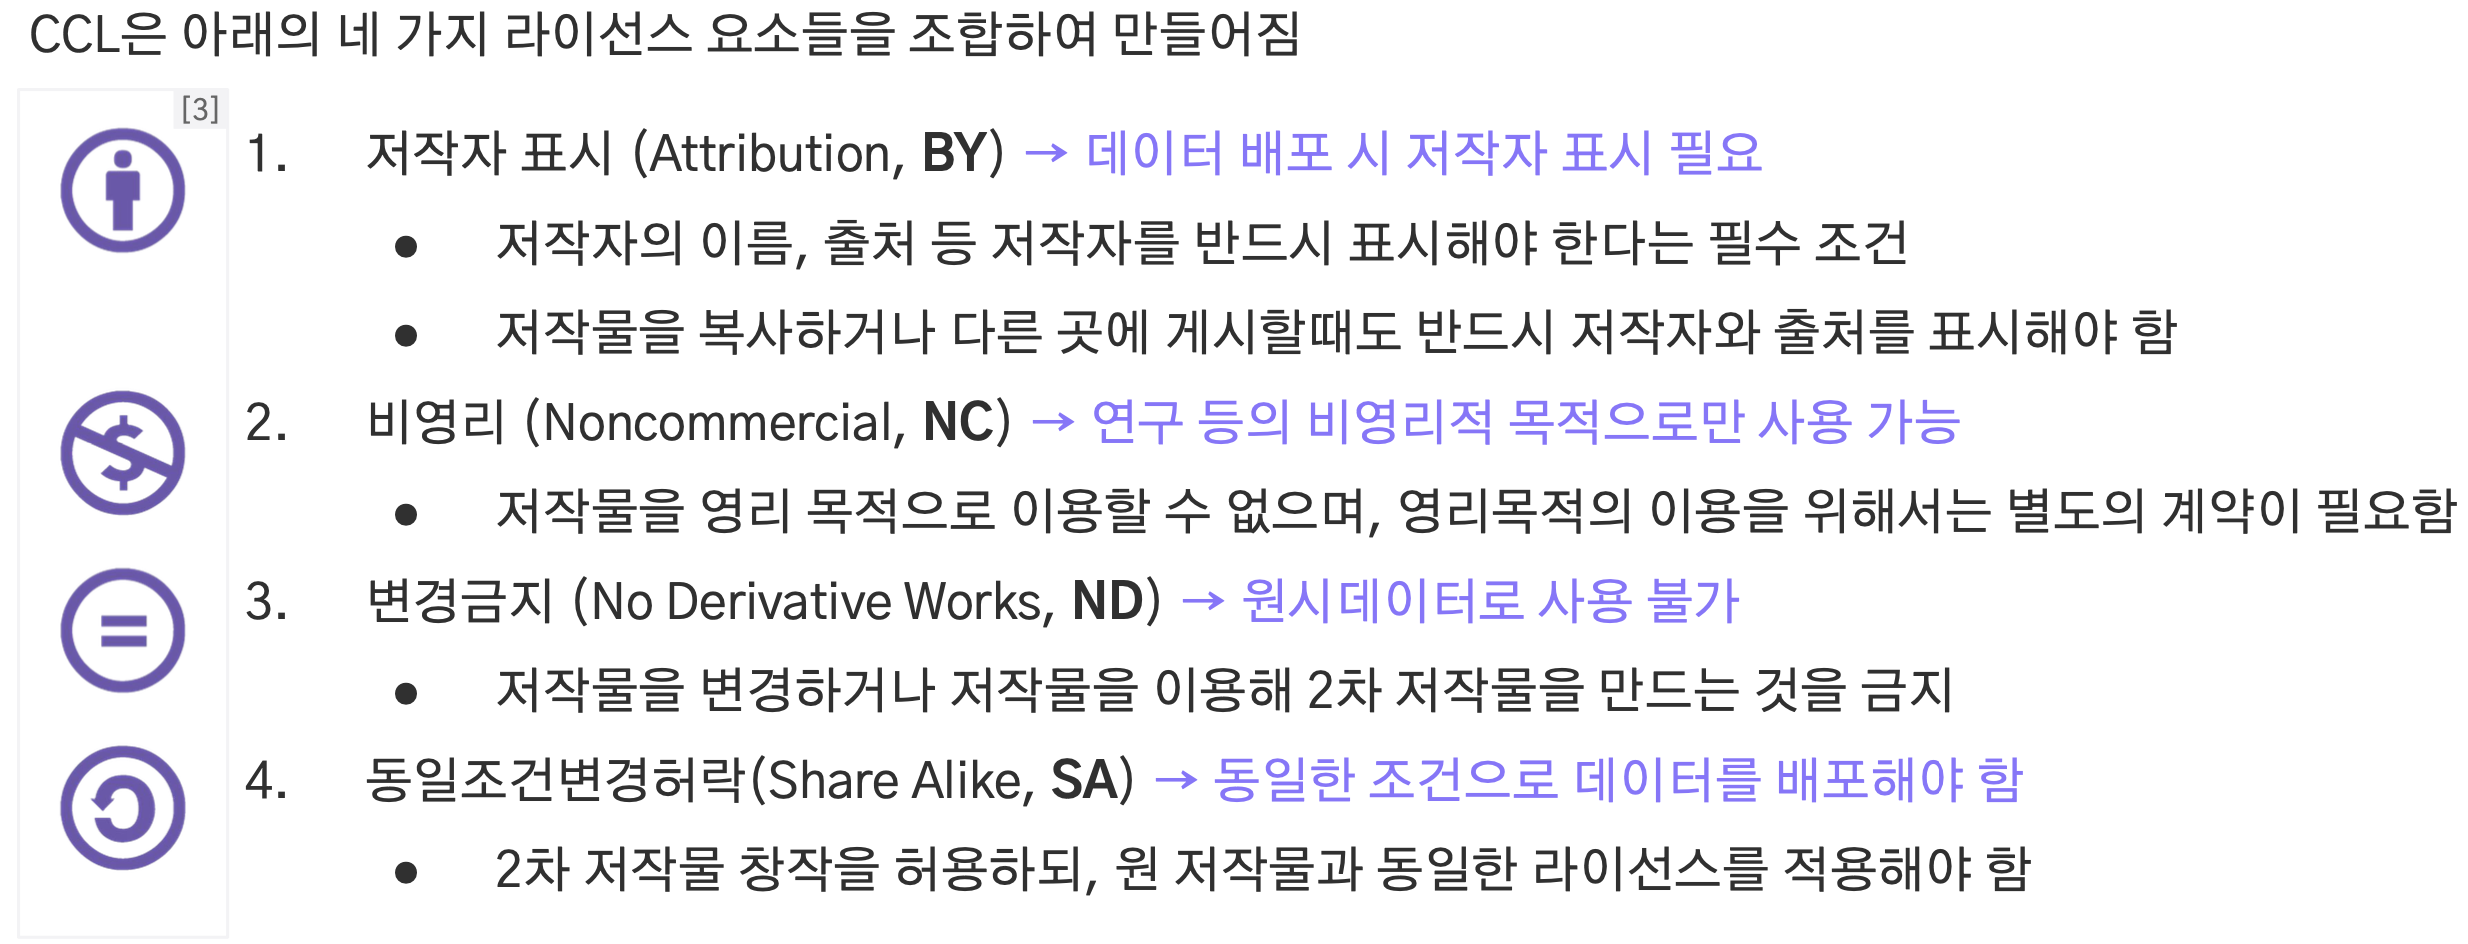 CCL은 아래의 네 가지 라이선스 요소들을 조합하여 만들어짐
[3]
1. 저작자 표시 (Attribution, BY) → 데이터 배포 시 저작자 표시 필요
● 저작자의 이름, 출처 등 저작자를 반드시 표시해야 한다는 필수 조건
● 저작물을 복사하거나 다른 곳에 게시할때도 반드시 저작자와 출처를 표시해야 함
2. 비영리 (Noncommercial, NC) → 연구 등의 비영리적 목적으로만 사용 가능
● 저작물을 영리 목적으로 이용할 수 없으며, 영리목적의 이용을 위해서는 별도의 계약이 필요함
3. 변경금지 (No Derivative Works, ND) → 원시데이터로 사용 불가
● 저작물을 변경하거나 저작물을 이용해 2차 저작물을 만드는 것을 금지
4. 동일조건변경허락(Share Alike, SA) → 동일한 조건으로 데이터를 배포해야 함
● 2차 저작물 창작을 허용하되, 원 저작물과 동일한 라이선스를 적용해야 함